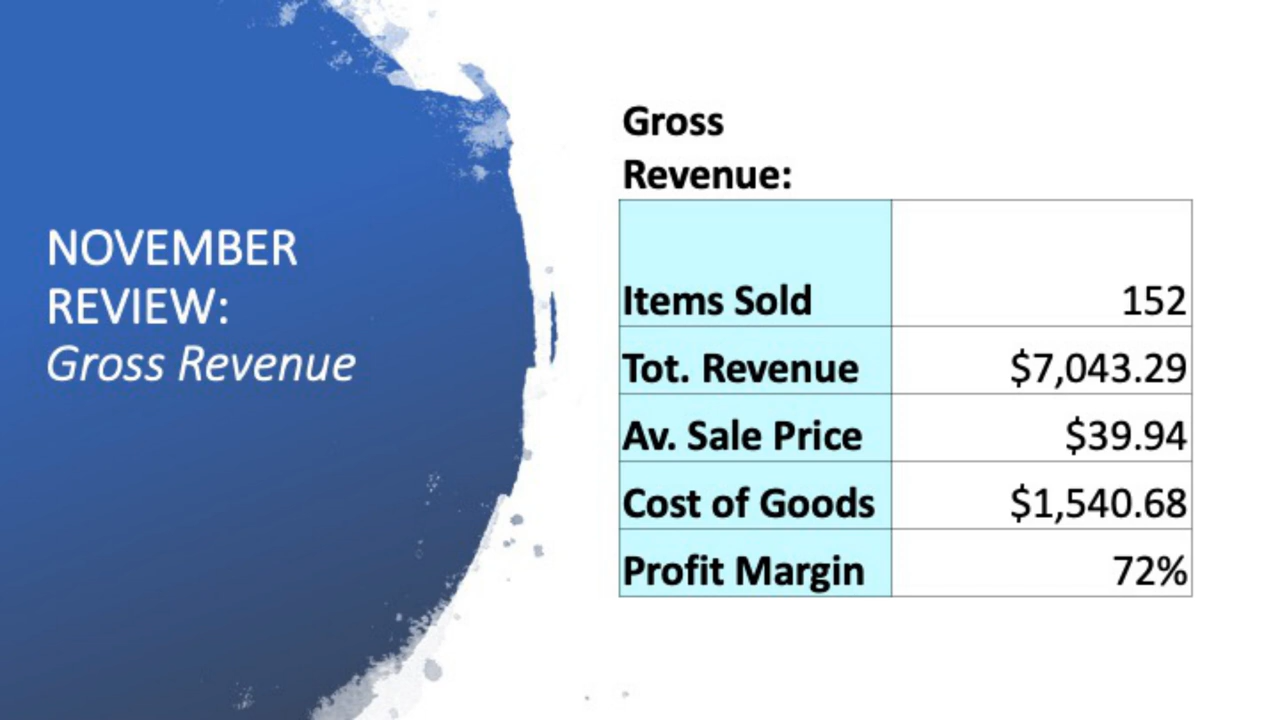 NOVEMBER
REVIEW:
Gross Revenue
Gross
Revenue:
Items Sold 152
Tot. Revenue $7,043.29
Av. Sale Price $39.94
Cost of Goods $1,540.68
Profit Margin 72%